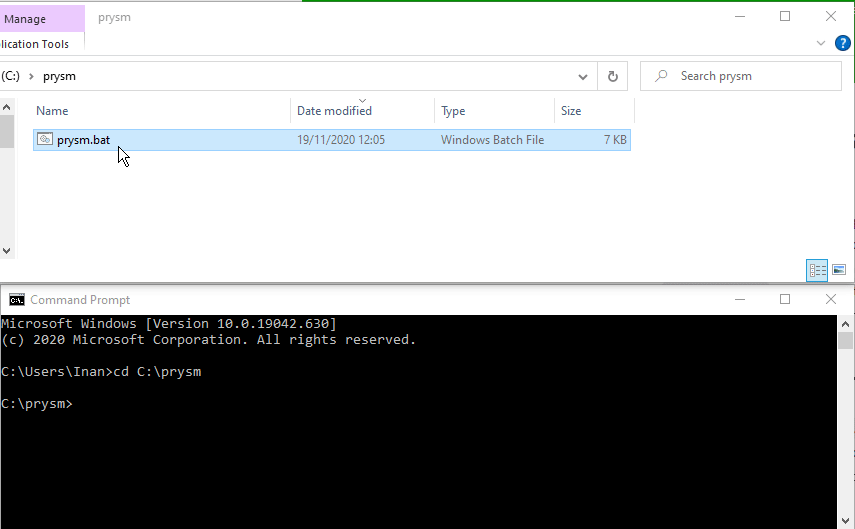 Manage
prysm
lication Tools
(C:) > prysm
Search prysm
Name Date modified Type Size
prysm.bat 19/11/2020 12:05 Windows Batch File 7 KB
Command Prompt
Microsoft Windows [Version 10.0.19042.630]
(c) 2020 Microsoft Corporation. All rights reserved.
C:\Users\Inan>cd C:\prysm
C:\prysm>